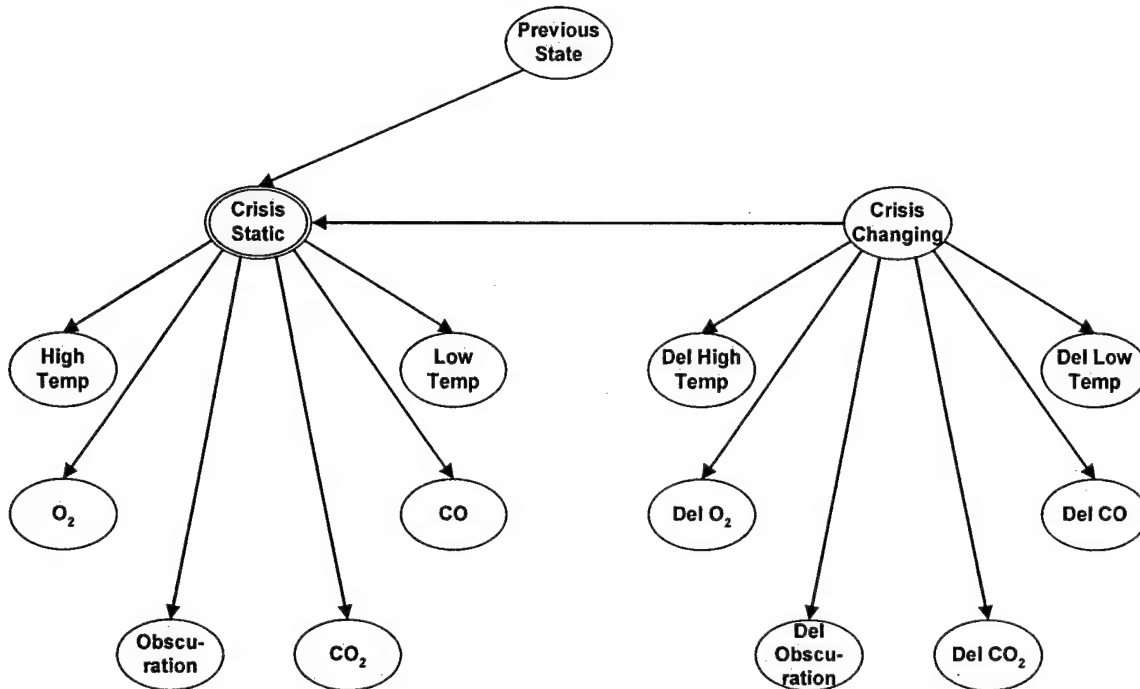 Previous
State
Crisis
Static
Crisis
Changing
High
Temp
Low
Temp
Del High
Temp
Del Low
Temp
O₂
CO
Del O₂
Del CO
Obscu-
ration
CO₂
Del
Obscu-
ration
Del CO₂